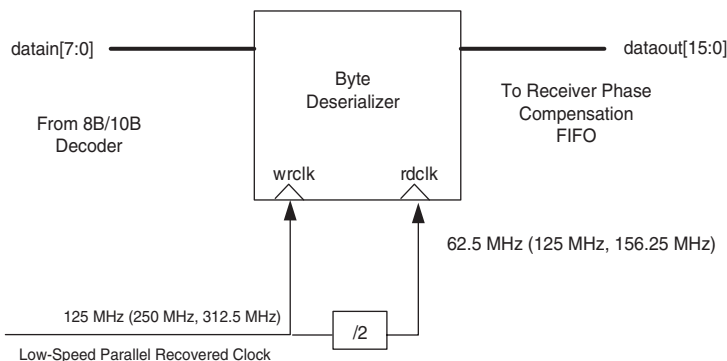 datain[7:0]
dataout[15:0]
Byte
Deserializer
From 8B/10B
Decoder
To Receiver Phase
Compensation
FIFO
wrclk
rdclk
62.5 MHz (125 MHz, 156.25 MHz)
125 MHz (250 MHz, 312.5 MHz)
/2
Low-Speed Parallel Recovered Clock